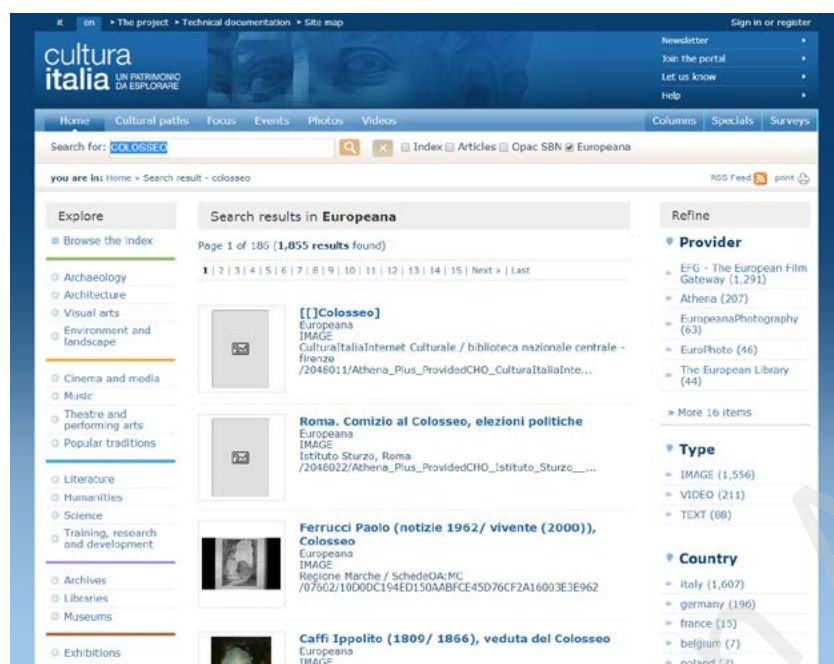 it en The project Technical documentation Site map Sign in or register
cultura
italia UN PATRIMONIO
DA ESPLORARE
Newsletter
Join the portal
Let us know
Help
Home Cultural paths Focus Events Photos Videos Columns Specials Surveys
Search for: COLOSSEO Index Articles Opac SBN Europeana
you are in: Home » Search result - colosseo RSS Feed print
Explore
Browse the index
Archaeology
Architecture
Visual arts
Environment and
landscape
Cinema and media
Music
Theatre and
performing arts
Popular traditions
Literature
Humanities
Science
Training, research
and development
Archives
Libraries
Museums
Exhibitions
Search results in Europeana
Page 1 of 186 (1,855 results found)
1 | 2 | 3 | 4 | 5 | 6 | 7 | 8 | 9 | 10 | 11 | 12 | 13 | 14 | 15 | Next » | Last
[[]Colosseo]
Europeana
IMAGE
CulturaItaliaInternet Culturale / biblioteca nazionale centrale -
firenze
/2048011/Athena_Plus_ProvidedCHO_CulturaItaliaInte...
Roma. Comizio al Colosseo, elezioni politiche
Europeana
IMAGE
Istituto Sturzo, Roma
/2048022/Athena_Plus_ProvidedCHO_Istituto_Sturzo__...
Ferrucci Paolo (notizie 1962/ vivente (2000)),
Colosseo
Europeana
IMAGE
Regione Marche / SchedeOA:MC
/07602/10D0DC194ED150AABFCE45D76CF2A16003E3E962
Caffi Ippolito (1809/ 1866), veduta del Colosseo
Europeana
IMAGE
Refine
Provider
EFG - The European Film
Gateway (1,291)
Athena (207)
EuropeanaPhotography
(63)
EuroPhoto (46)
The European Library
(44)
» More 16 items
Type
IMAGE (1,556)
VIDEO (211)
TEXT (88)
Country
italy (1,607)
germany (196)
france (15)
belgium (7)
poland (7)